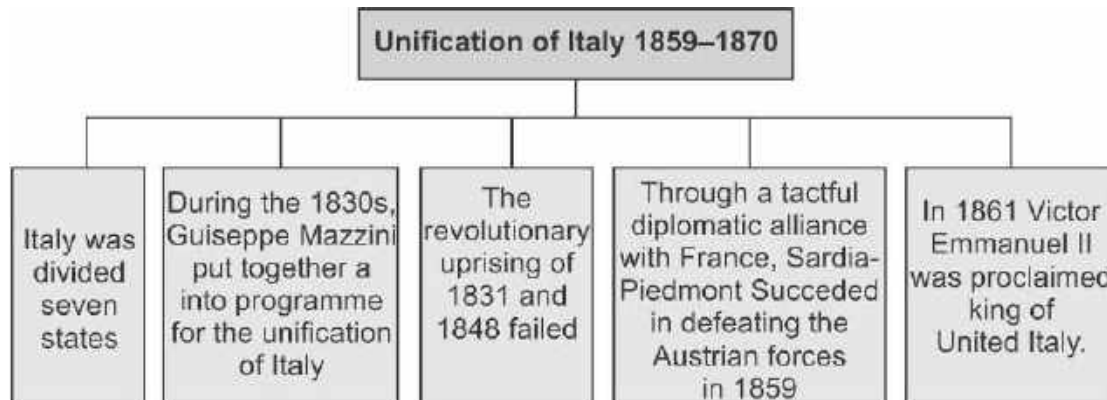 Unification of Italy 1859–1870
Italy was
divided
seven
states
During the 1830s,
Guiseppe Mazzini
put together a
into programme
for the unification
of Italy
The
revolutionary
uprising of
1831 and
1848 failed
Through a tactful
diplomatic alliance
with France, Sardia-
Piedmont Succeded
in defeating the
Austrian forces
in 1859
In 1861 Victor
Emmanuel II
was proclaimed
king of
United Italy.